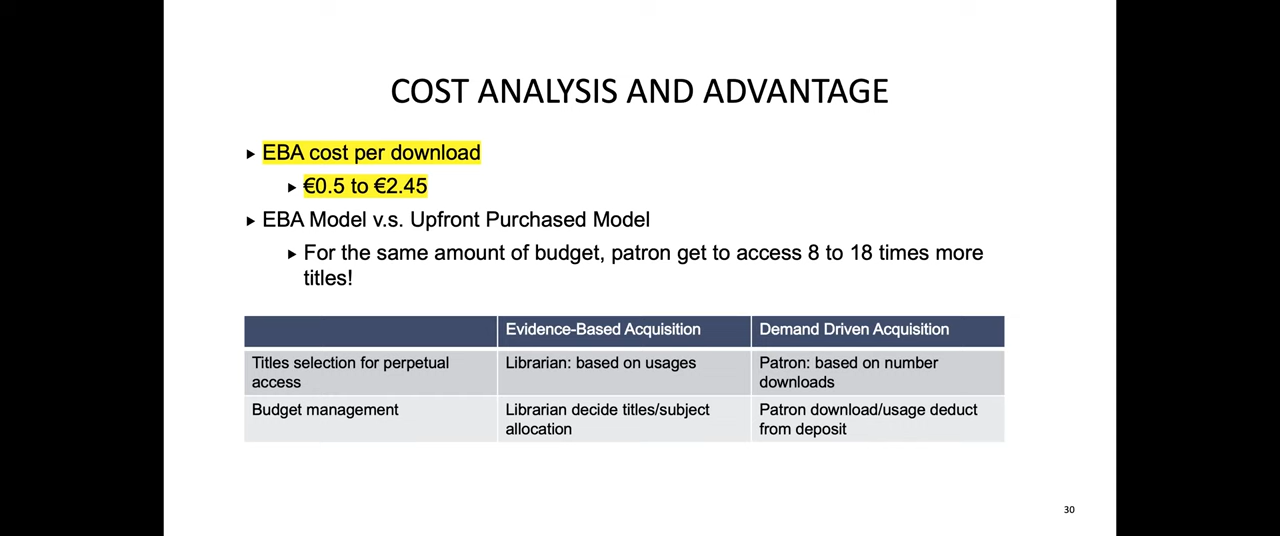 COST ANALYSIS AND ADVANTAGE
EBA cost per download
€0.5 to €2.45
EBA Model v.s. Upfront Purchased Model
For the same amount of budget, patron get to access 8 to 18 times more
titles!
Evidence-Based Acquisition Demand Driven Acquisition
Titles selection for perpetual access Librarian: based on usages Patron: based on number downloads
Budget management Librarian decide titles/subject allocation Patron download/usage deduct from deposit
30